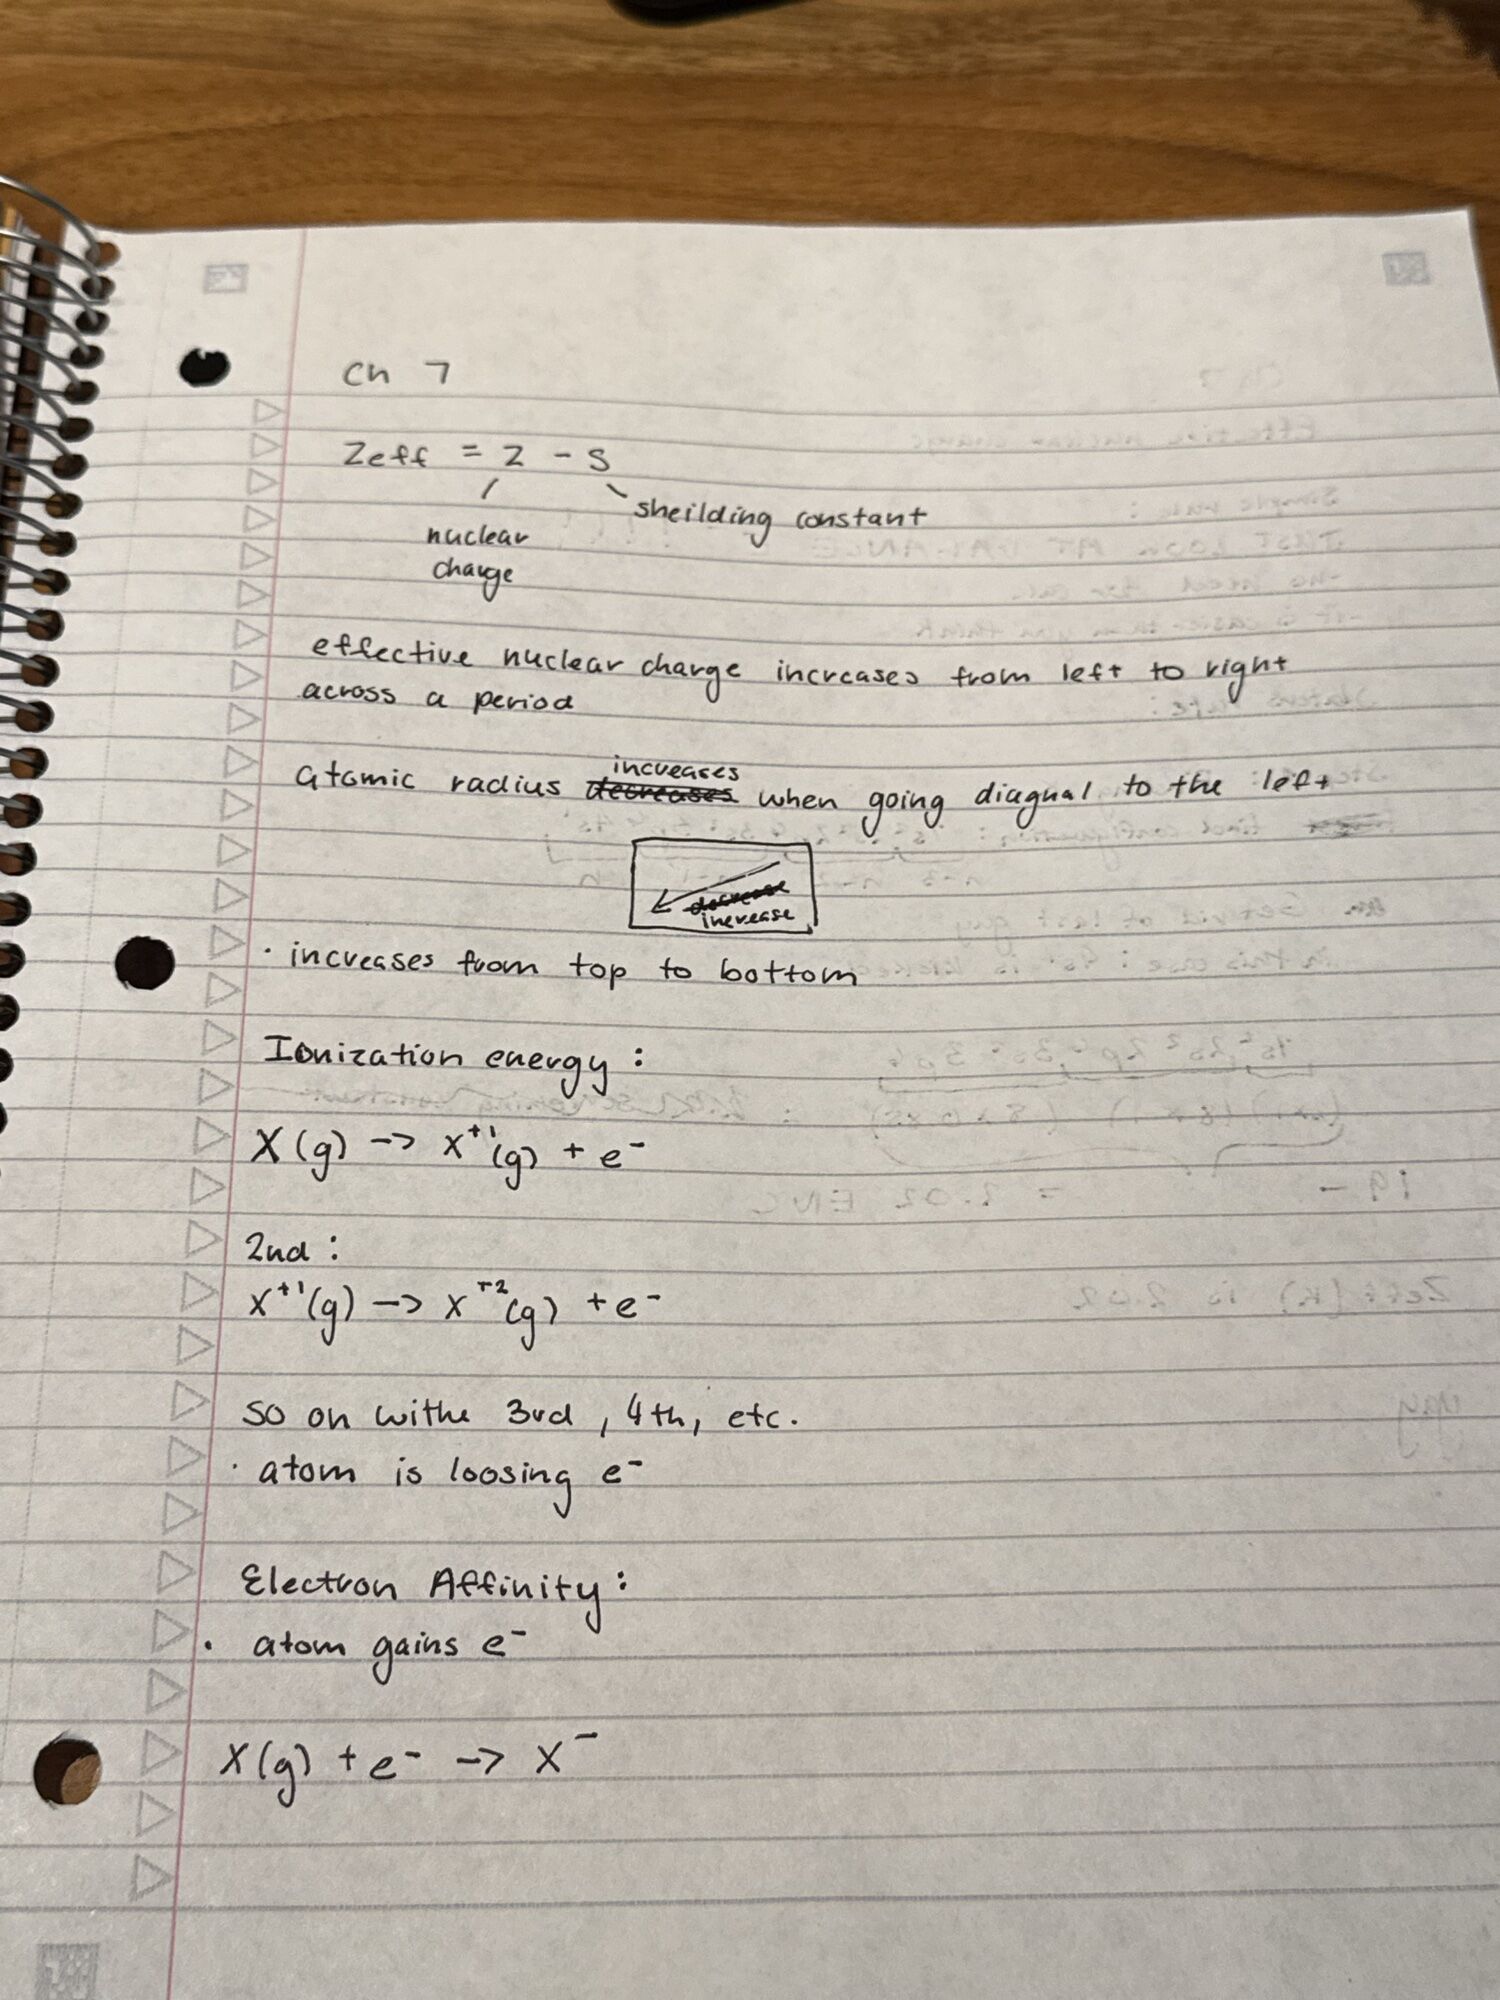 Ch 7
Zeff = Z - S
sheilding constant
nuclear
charge
effective nuclear charge increases from left to right
across a period
increases
atomic radius decreases when going diagnal to the left
decrease
increase
· increases from top to bottom
Ionization energy:
X(g) -> X⁺¹(g) + e⁻
2nd:
X⁺¹(g) -> X⁺²(g) + e⁻
so on withe 3rd, 4th, etc.
· atom is loosing e⁻
Electron Affinity:
· atom gains e⁻
X(g) + e⁻ -> X⁻